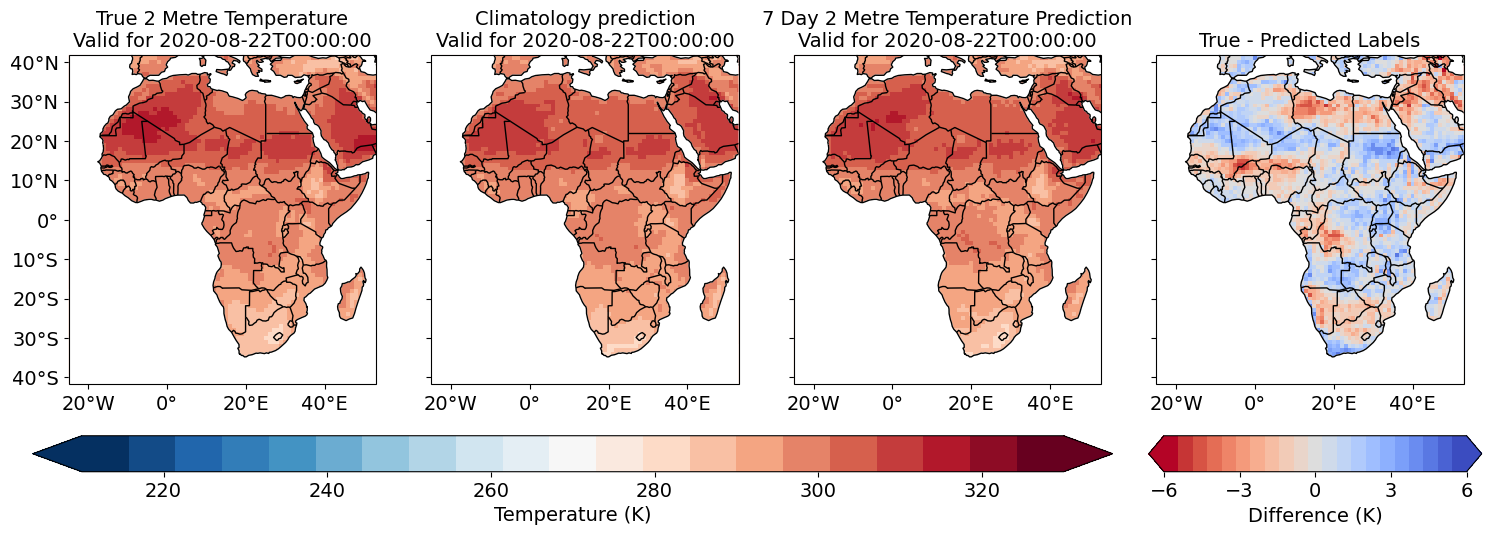 True 2 Metre Temperature
Valid for 2020-08-22T00:00:00
Climatology prediction
Valid for 2020-08-22T00:00:00
7 Day 2 Metre Temperature Prediction
Valid for 2020-08-22T00:00:00
True - Predicted Labels
40°N
30°N
20°N
10°N
0°
10°S
20°S
30°S
40°S
20°W 0° 20°E 40°E
20°W 0° 20°E 40°E
20°W 0° 20°E 40°E
20°W 0° 20°E 40°E
220 240 260 280 300 320
Temperature (K)
−6 −3 0 3 6
Difference (K)